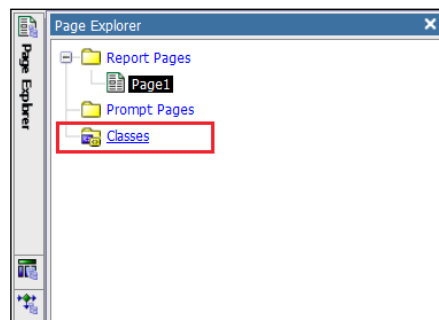 Page Explorer
Page Explorer
Report Pages
Page1
Prompt Pages
Classes